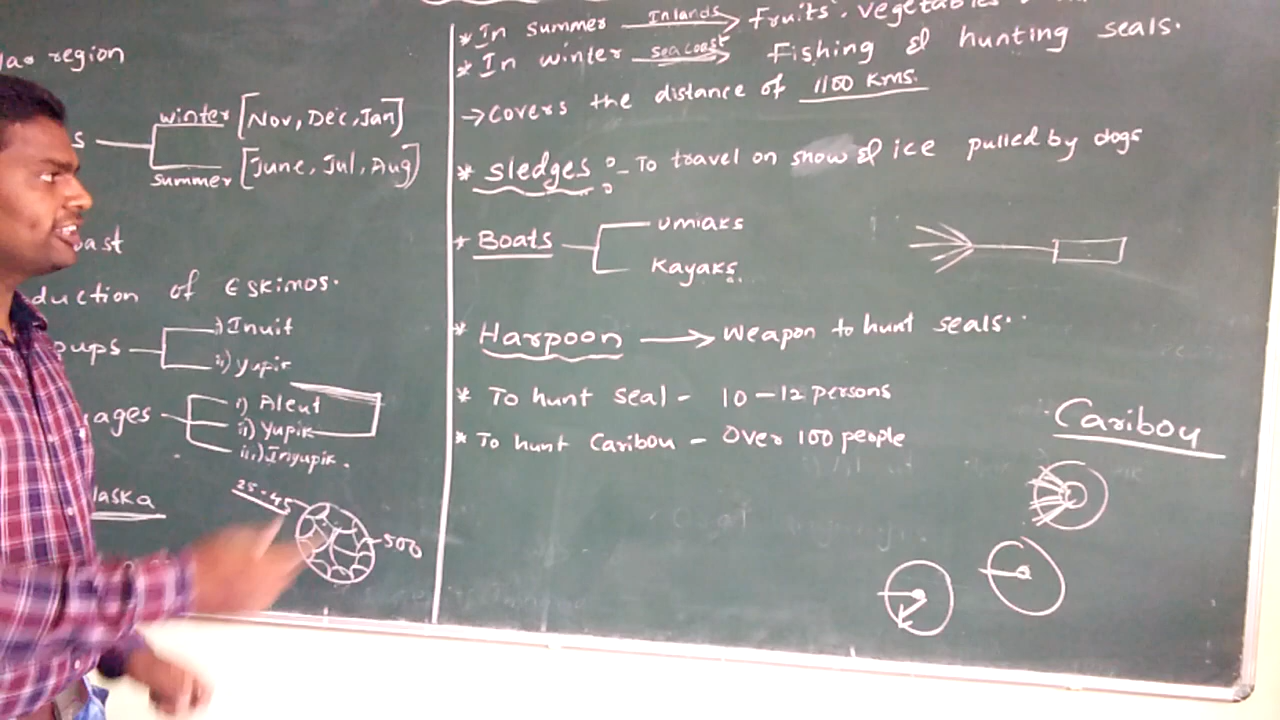 region
winter [Nov, Dec, Jan]
summer [June, Jul, Aug]
duction of Eskimos.
i) Inuit
ii) Yupik
i) Aleut
ii) Yupik
iii) Inyupik.
laska
25-45
500
* In summer Inlands Fruits, vegetables
* In winter sea coast Fishing & hunting seals.
→ Covers the distance of 1100 Kms.
* sledges :- To travel on snow & ice pulled by dogs
* Boats
umiaks
Kayaks.
* Harpoon → Weapon to hunt seals..
* To hunt seal - 10-12 persons
* To hunt Caribou - Over 100 people
Caribou